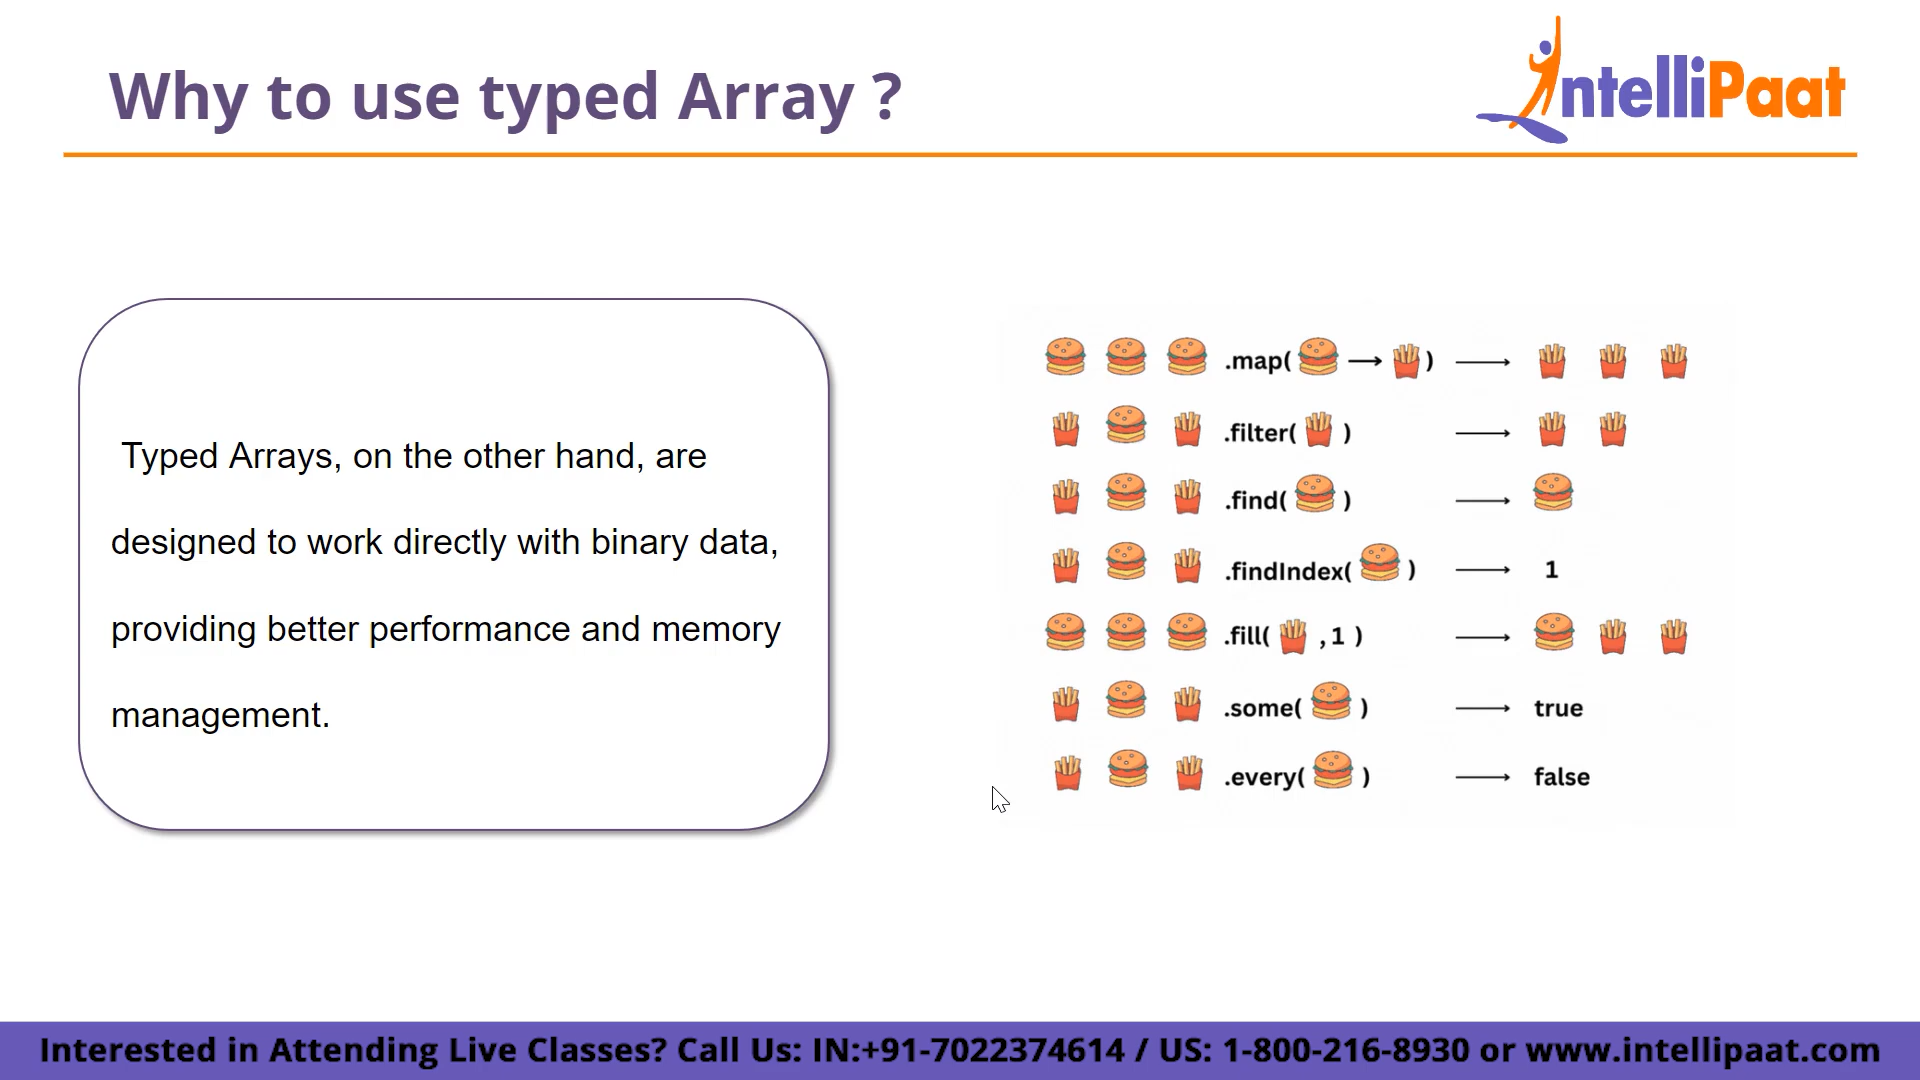 Why to use typed Array ?
IntelliPaat
Typed Arrays, on the other hand, are
designed to work directly with binary data,
providing better performance and memory
management.
.map( )
.filter( )
.find( )
.findIndex( ) 1
.fill( , 1 )
.some( ) true
.every( ) false
Interested in Attending Live Classes? Call Us: IN:+91-7022374614 / US: 1-800-216-8930 or www.intellipaat.com